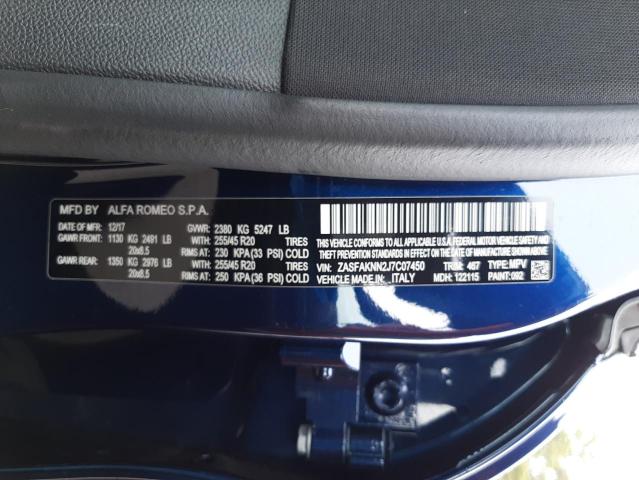 MFD BY ALFA ROMEO S.P.A.
DATE OF MFR: 12/17 GVWR: 2380 KG 5247 LB
GAWR FRONT: 1130 KG 2491 LB WITH = 255/45 R20 TIRES
20x8.5 RIMS AT: 230 KPA(33 PSI) COLD
GAWR REAR: 1350 KG 2976 LB WITH = 255/45 R20 TIRES
20x8.5 RIMS AT: 250 KPA(36 PSI) COLD
THIS VEHICLE CONFORMS TO ALL APPLICABLE U.S.A. FEDERAL MOTOR VEHICLE SAFETY, BUMPER, AND
THEFT PREVENTION STANDARDS IN EFFECT ON THE DATE OF MANUFACTURE SHOWN ABOVE.
VIN: ZASFAKNN2J7C07450 TRIM: 467 TYPE: MPV
VEHICLE MADE IN: ITALY MDH: 122115 PAINT: 092